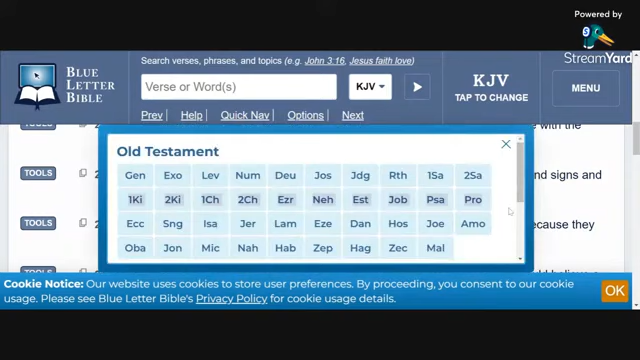 Powered by
StreamYard
Search verses, phrases, and topics (e.g. John 3:16, Jesus faith love)
BLUE
LETTER
BIBLE
Verse or Word(s)
KJV
KJV
TAP TO CHANGE
MENU
Prev Help Quick Nav Options Next
TOOLS
with the
Old Testament
Gen Exo Lev Num Deu Jos Jdg Rth 1Sa 2Sa
TOOLS 2 nd signs and
1Ki 2Ki 1Ch 2Ch Ezr Neh Est Job Psa Pro
Ecc Sng Isa Jer Lam Eze Dan Hos Joe Amo
TOOLS 2 ecause they
Oba Jon Mic Nah Hab Zep Hag Zec Mal
TOOLS 2 believe a
Cookie Notice: Our website uses cookies to store user preferences. By proceeding, you consent to our cookie
usage. Please see Blue Letter Bible's Privacy Policy for cookie usage details.
OK